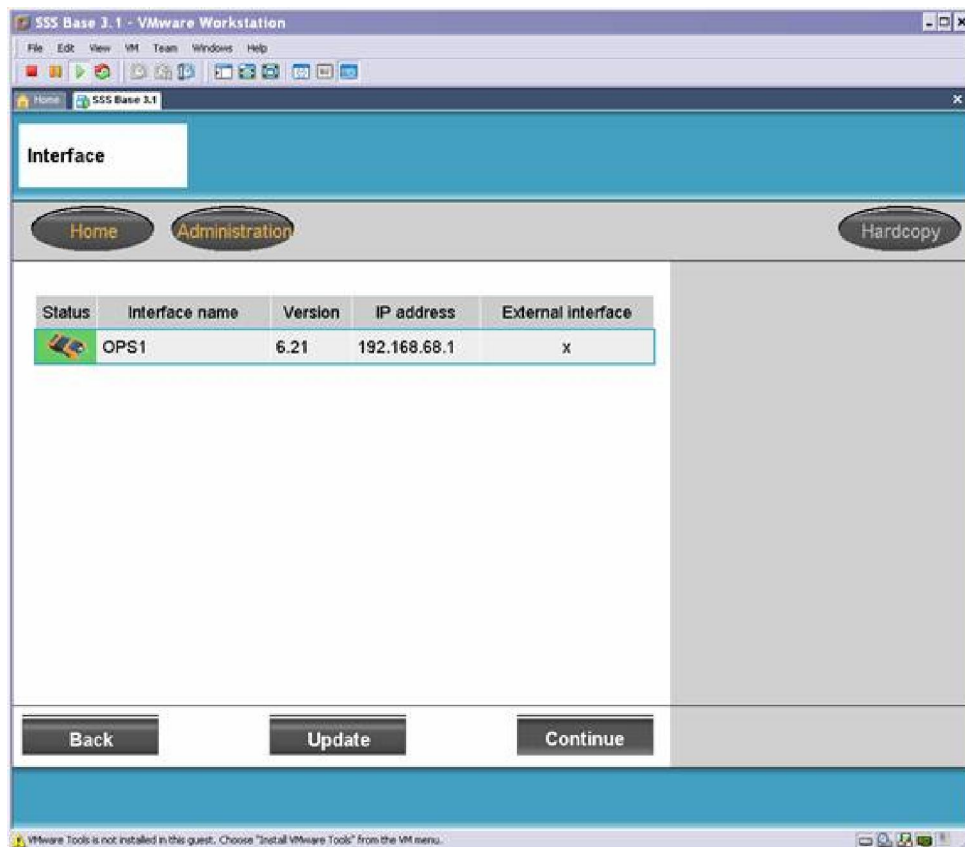 SSS Base 3.1 - VMware Workstation
File Edit View VM Team Windows Help
Home SSS Base 3.1
Interface
Home Administration Hardcopy
Status Interface name Version IP address External interface
OPS1 6.21 192.168.68.1 x
Back Update Continue
VMware Tools is not installed in this guest. Choose "Install VMware Tools" from the VM menu.